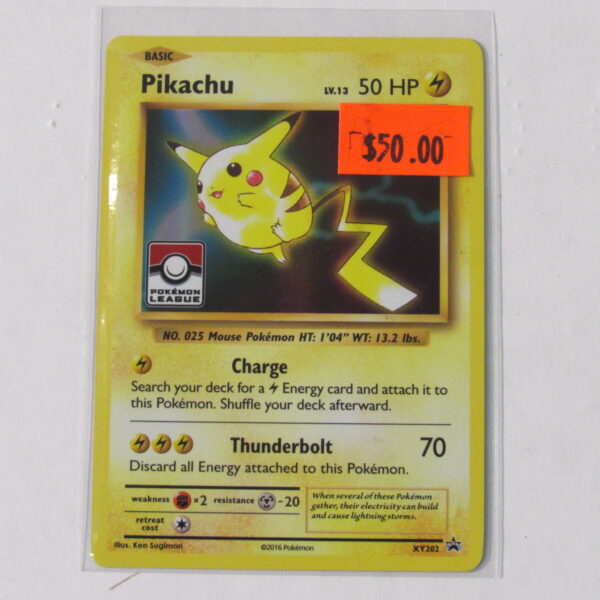 BASIC
Pikachu LV.13 50 HP
$50.00
POKÉMON
LEAGUE
NO. 025 Mouse Pokémon HT: 1'04" WT: 13.2 lbs.
Charge
Search your deck for a Energy card and attach it to
this Pokémon. Shuffle your deck afterward.
Thunderbolt 70
Discard all Energy attached to this Pokémon.
weakness ×2 resistance -20
retreat
cost
When several of these Pokémon
gather, their electricity can build
and cause lightning storms.
Illus. Ken Sugimori ©2016 Pokémon XY202